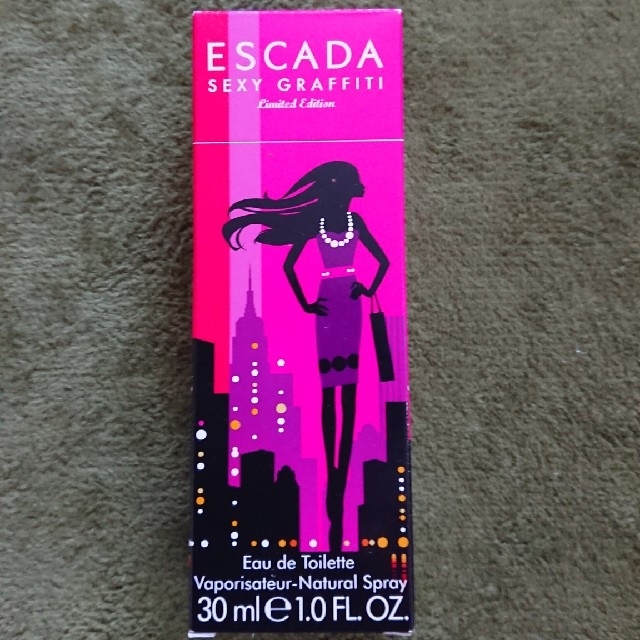 ESCADA
SEXY GRAFFITI
Limited Edition
Eau de Toilette
Vaporisateur-Natural Spray
30 ml e 1.0 FL. OZ.